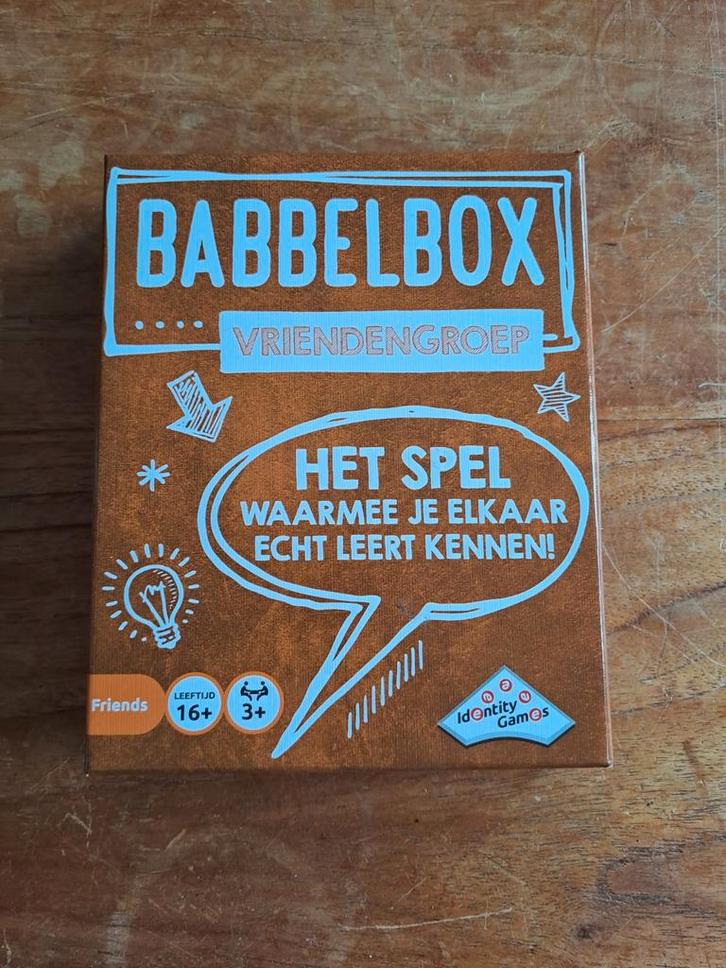 BABBELBOX
VRIENDENGROEP
HET SPEL
WAARMEE JE ELKAAR
ECHT LEERT KENNEN!
Friends
LEEFTIJD
16+
3+
Identity
Games